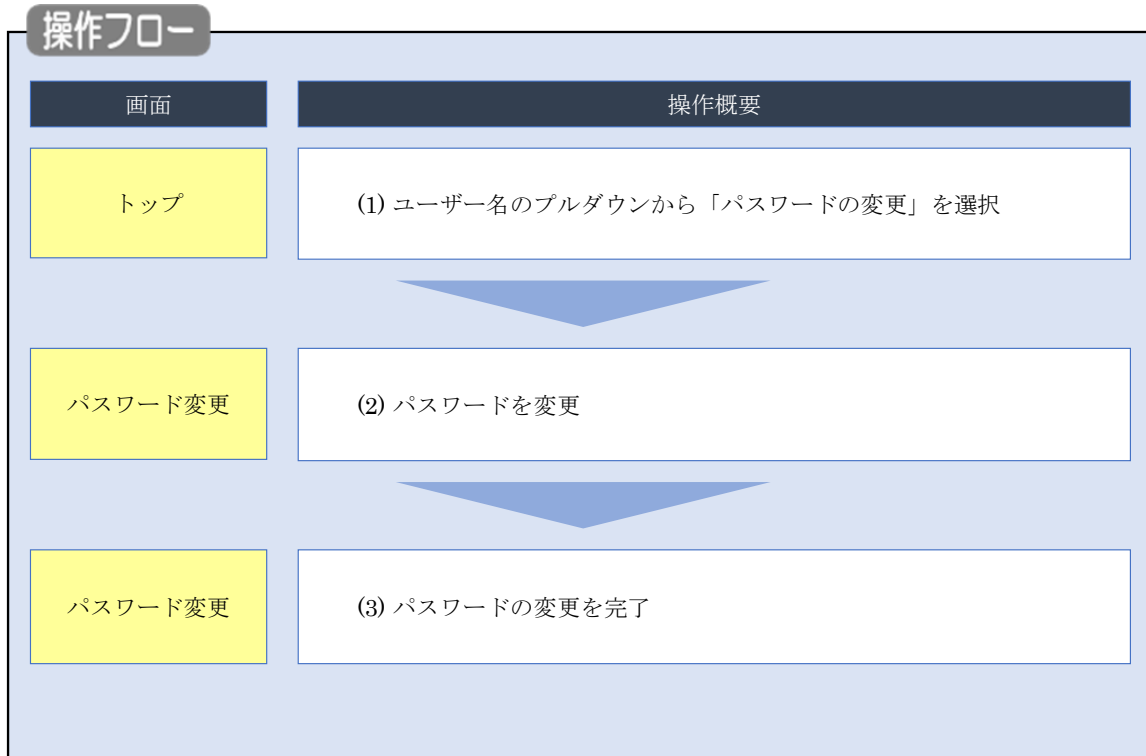 操作フロー
画面
操作概要
トップ
(1) ユーザー名のプルダウンから「パスワードの変更」を選択
パスワード変更
(2) パスワードを変更
パスワード変更
(3) パスワードの変更を完了